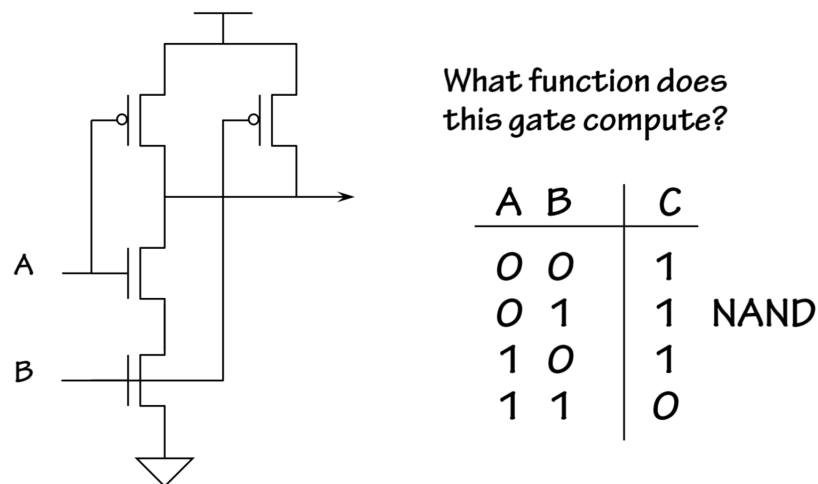 What function does
this gate compute?
A B C
0 0 1
0 1 1 NAND
1 0 1
1 1 0
A
B